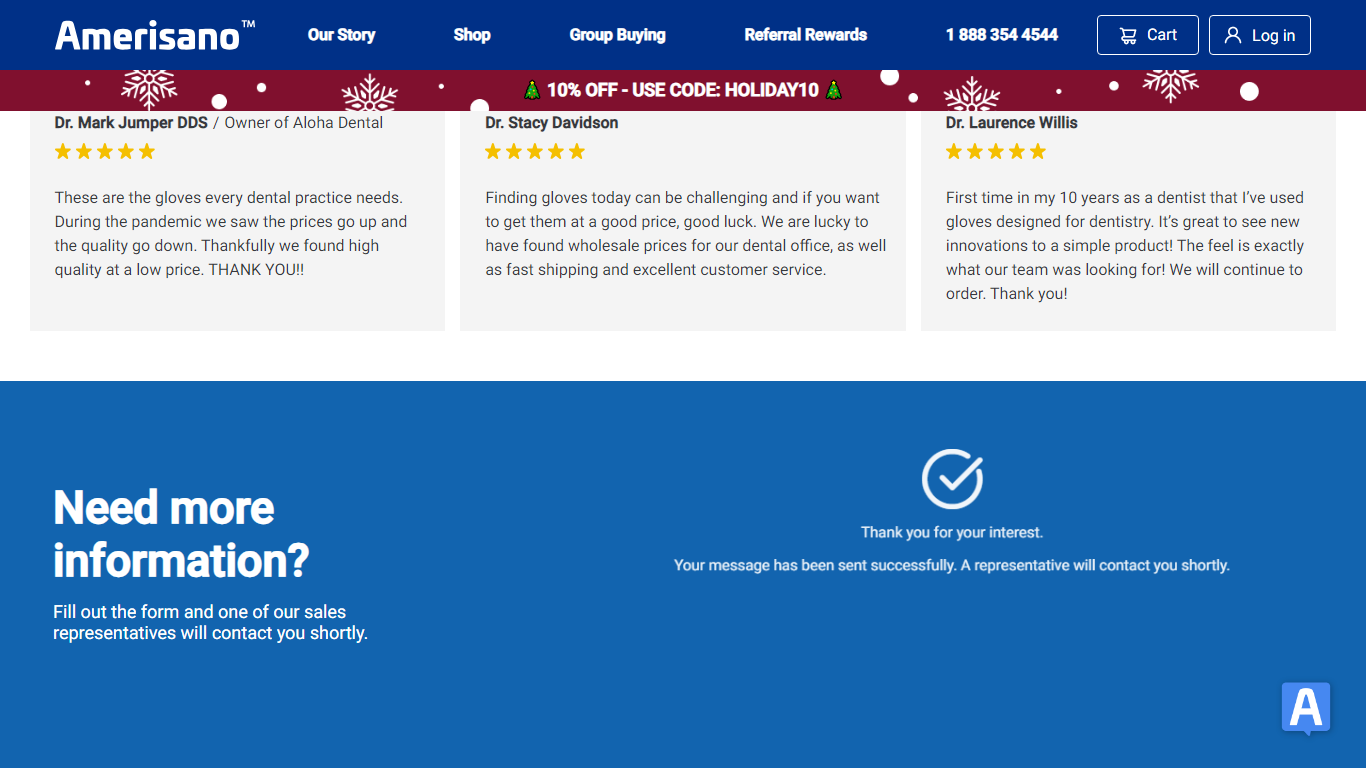 Amerisano™
Our Story
Shop
Group Buying
Referral Rewards
1 888 354 4544
Cart
Log in
10% OFF - USE CODE: HOLIDAY10
Dr. Mark Jumper DDS / Owner of Aloha Dental
These are the gloves every dental practice needs.
During the pandemic we saw the prices go up and
the quality go down. Thankfully we found high
quality at a low price. THANK YOU!!
Dr. Stacy Davidson
Finding gloves today can be challenging and if you want
to get them at a good price, good luck. We are lucky to
have found wholesale prices for our dental office, as well
as fast shipping and excellent customer service.
Dr. Laurence Willis
First time in my 10 years as a dentist that I’ve used
gloves designed for dentistry. It’s great to see new
innovations to a simple product! The feel is exactly
what our team was looking for! We will continue to
order. Thank you!
Need more
information?
Fill out the form and one of our sales
representatives will contact you shortly.
Thank you for your interest.
Your message has been sent successfully. A representative will contact you shortly.
A